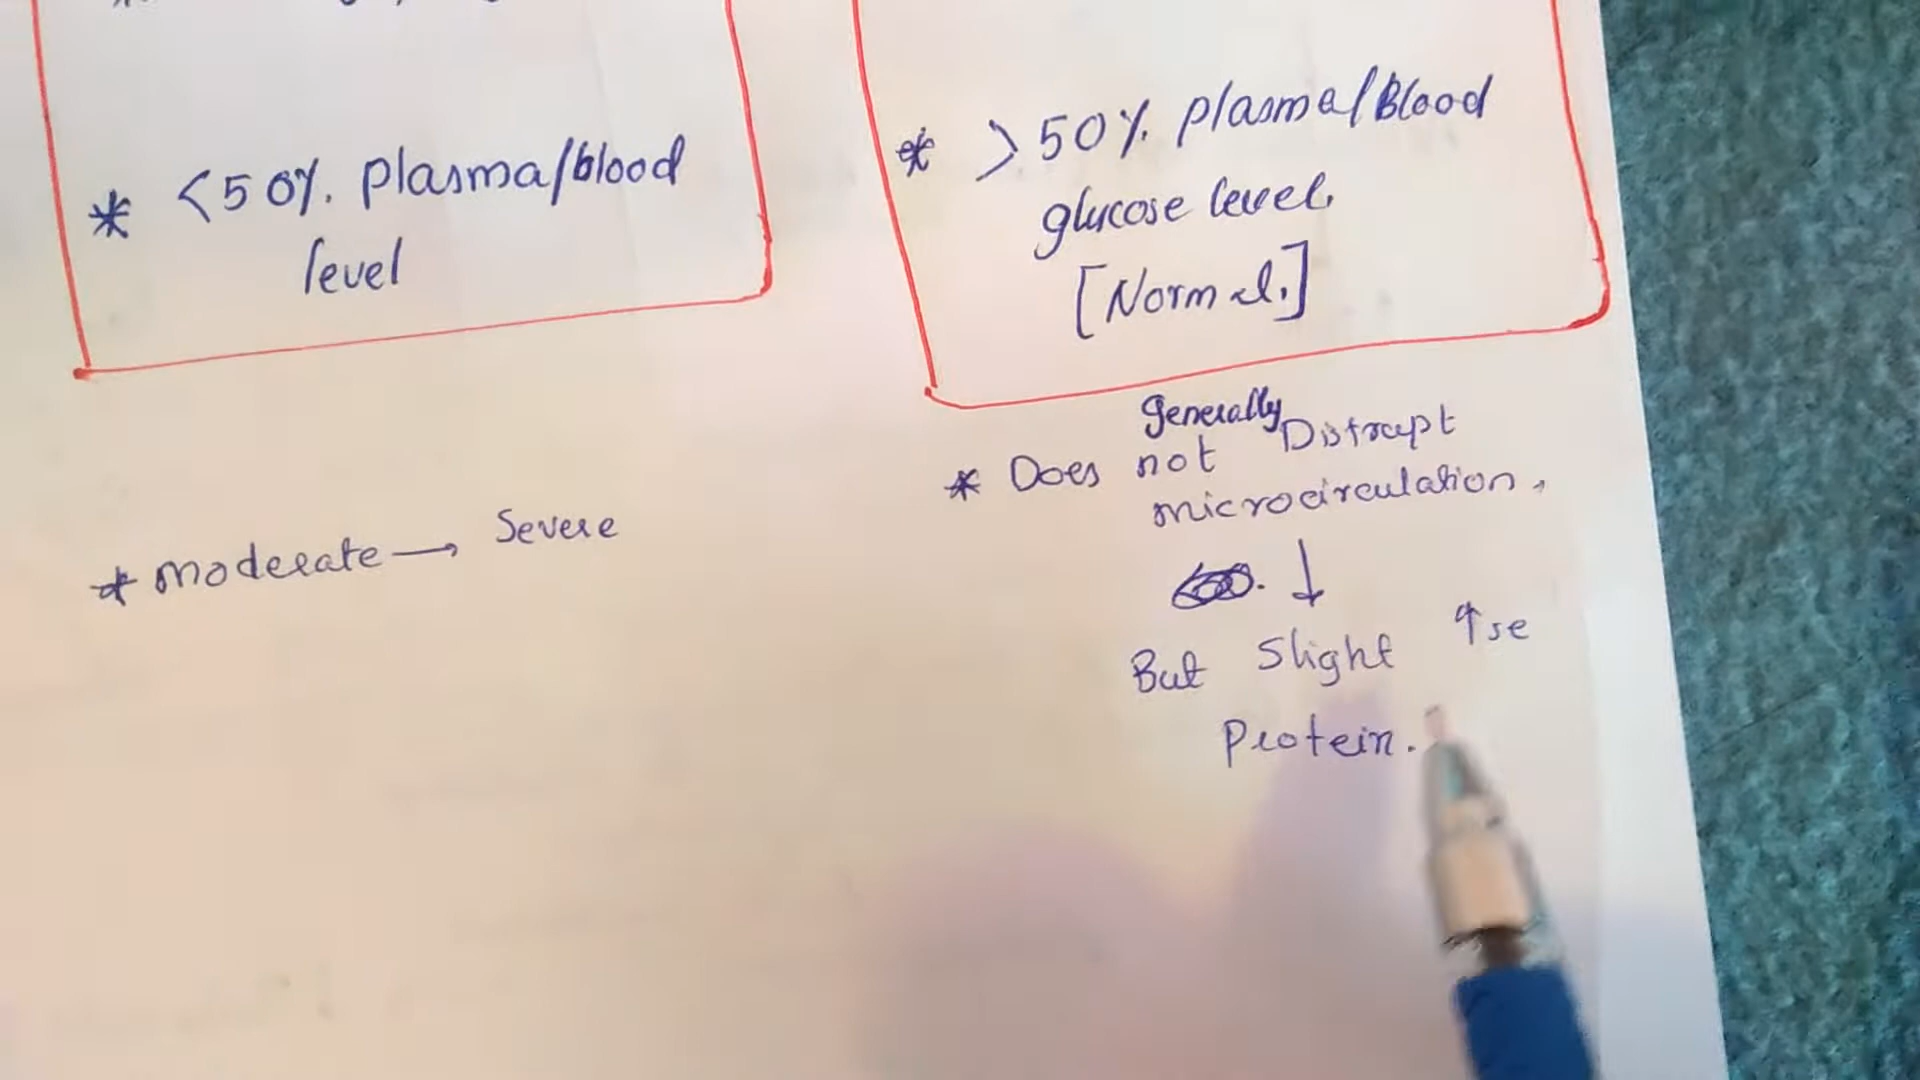 * <50% plasma/blood
level
* Moderate → Severe
* >50% plasma/Blood
glucose level.
[Normal.]
generally
* Does not Distrupt
microcirculation.
↓
But Slight ↑se
Protein.